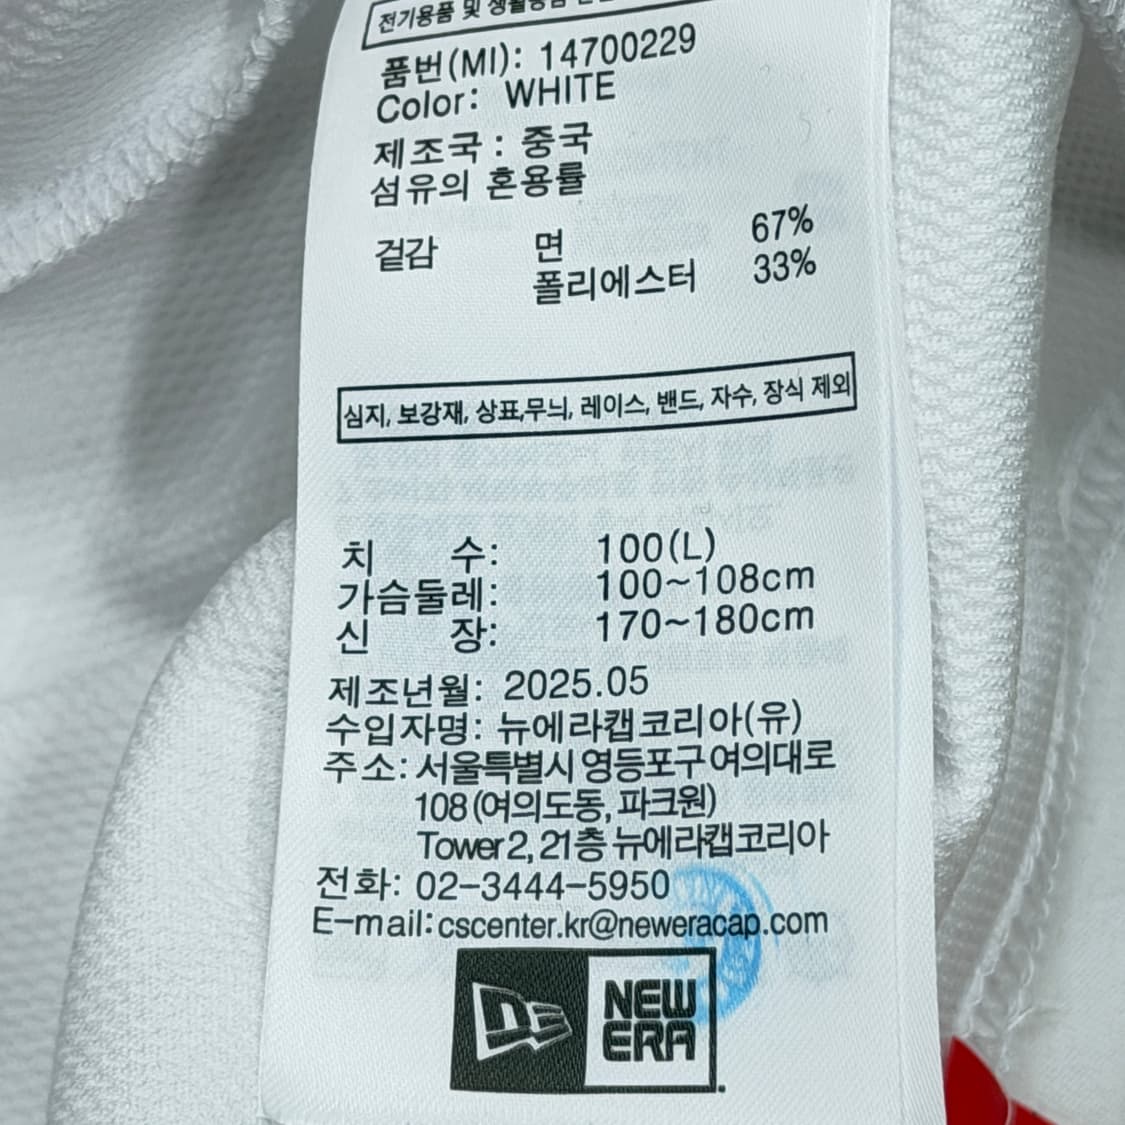 전기용품 및 생활용품
품번(MI): 14700229
Color: WHITE
제조국 : 중국
섬유의 혼용률
겉감 면 67%
폴리에스터 33%
심지, 보강재, 상표,무늬, 레이스, 밴드, 자수, 장식 제외
치 수: 100(L)
가슴둘레: 100~108cm
신 장: 170~180cm
제조년월: 2025.05
수입자명: 뉴에라캡코리아(유)
주소: 서울특별시 영등포구 여의대로
108 (여의도동, 파크원)
Tower 2, 21층 뉴에라캡코리아
전화: 02-3444-5950
E-mail: cscenter.kr@neweracap.com
NE NEW
ERA